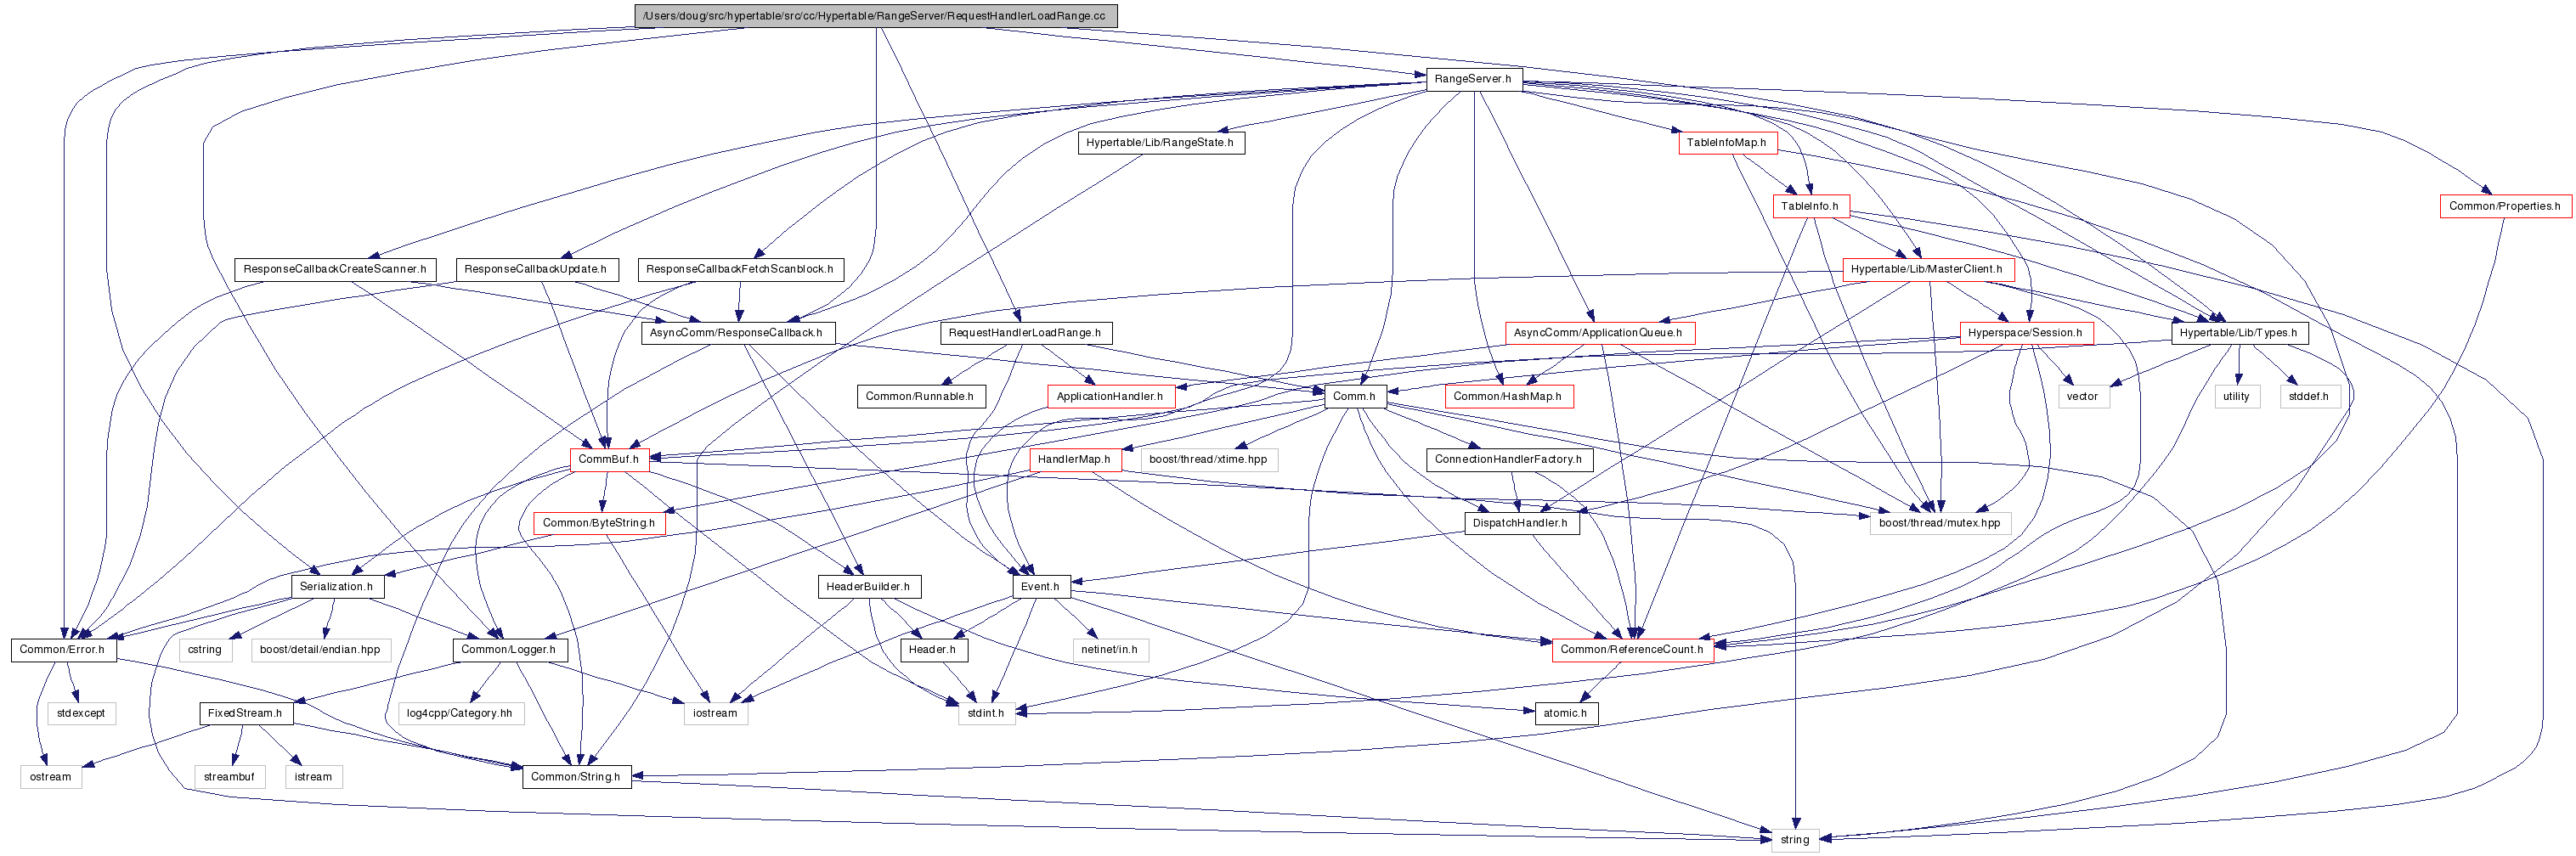 /Users/doug/src/hypertable/src/cc/Hypertable/RangeServer/RequestHandlerLoadRange.cc
RangeServer.h
Hypertable/Lib/RangeState.h
TableInfoMap.h
TableInfo.h
Common/Properties.h
ResponseCallbackCreateScanner.h
ResponseCallbackUpdate.h
ResponseCallbackFetchScanblock.h
Hypertable/Lib/MasterClient.h
AsyncComm/ResponseCallback.h
RequestHandlerLoadRange.h
AsyncComm/ApplicationQueue.h
Hyperspace/Session.h
Hypertable/Lib/Types.h
Common/Runnable.h
ApplicationHandler.h
Comm.h
Common/HashMap.h
vector
utility
stddef.h
CommBuf.h
HandlerMap.h
boost/thread/xtime.hpp
ConnectionHandlerFactory.h
Common/ByteString.h
DispatchHandler.h
boost/thread/mutex.hpp
Serialization.h
HeaderBuilder.h
Event.h
Common/Error.h
cstring
boost/detail/endian.hpp
Common/Logger.h
Header.h
netinet/in.h
Common/ReferenceCount.h
stdexcept
FixedStream.h
log4cpp/Category.hh
iostream
stdint.h
atomic.h
ostream
streambuf
istream
Common/String.h
string